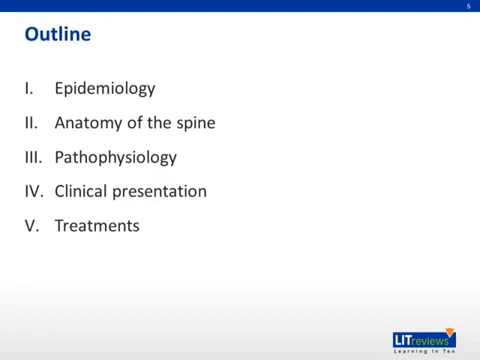 5
Outline
I. Epidemiology
II. Anatomy of the spine
III. Pathophysiology
IV. Clinical presentation
V. Treatments
LITreviews
Learning In Ten